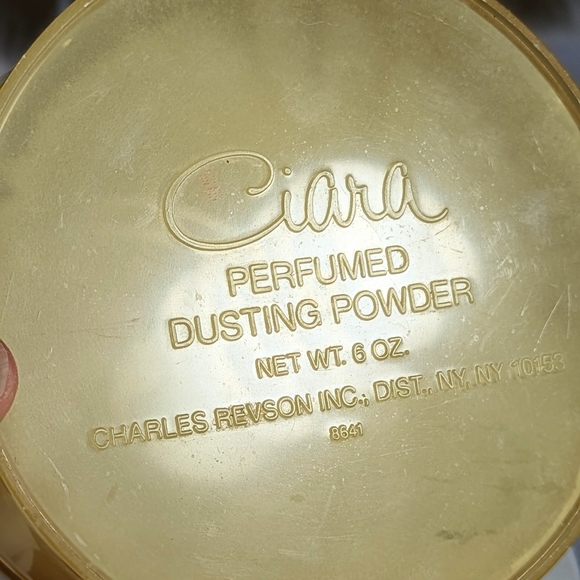 Ciara
PERFUMED
DUSTING POWDER
NET WT. 6 OZ.
CHARLES REVSON INC., DIST., NY, NY 10153
8641